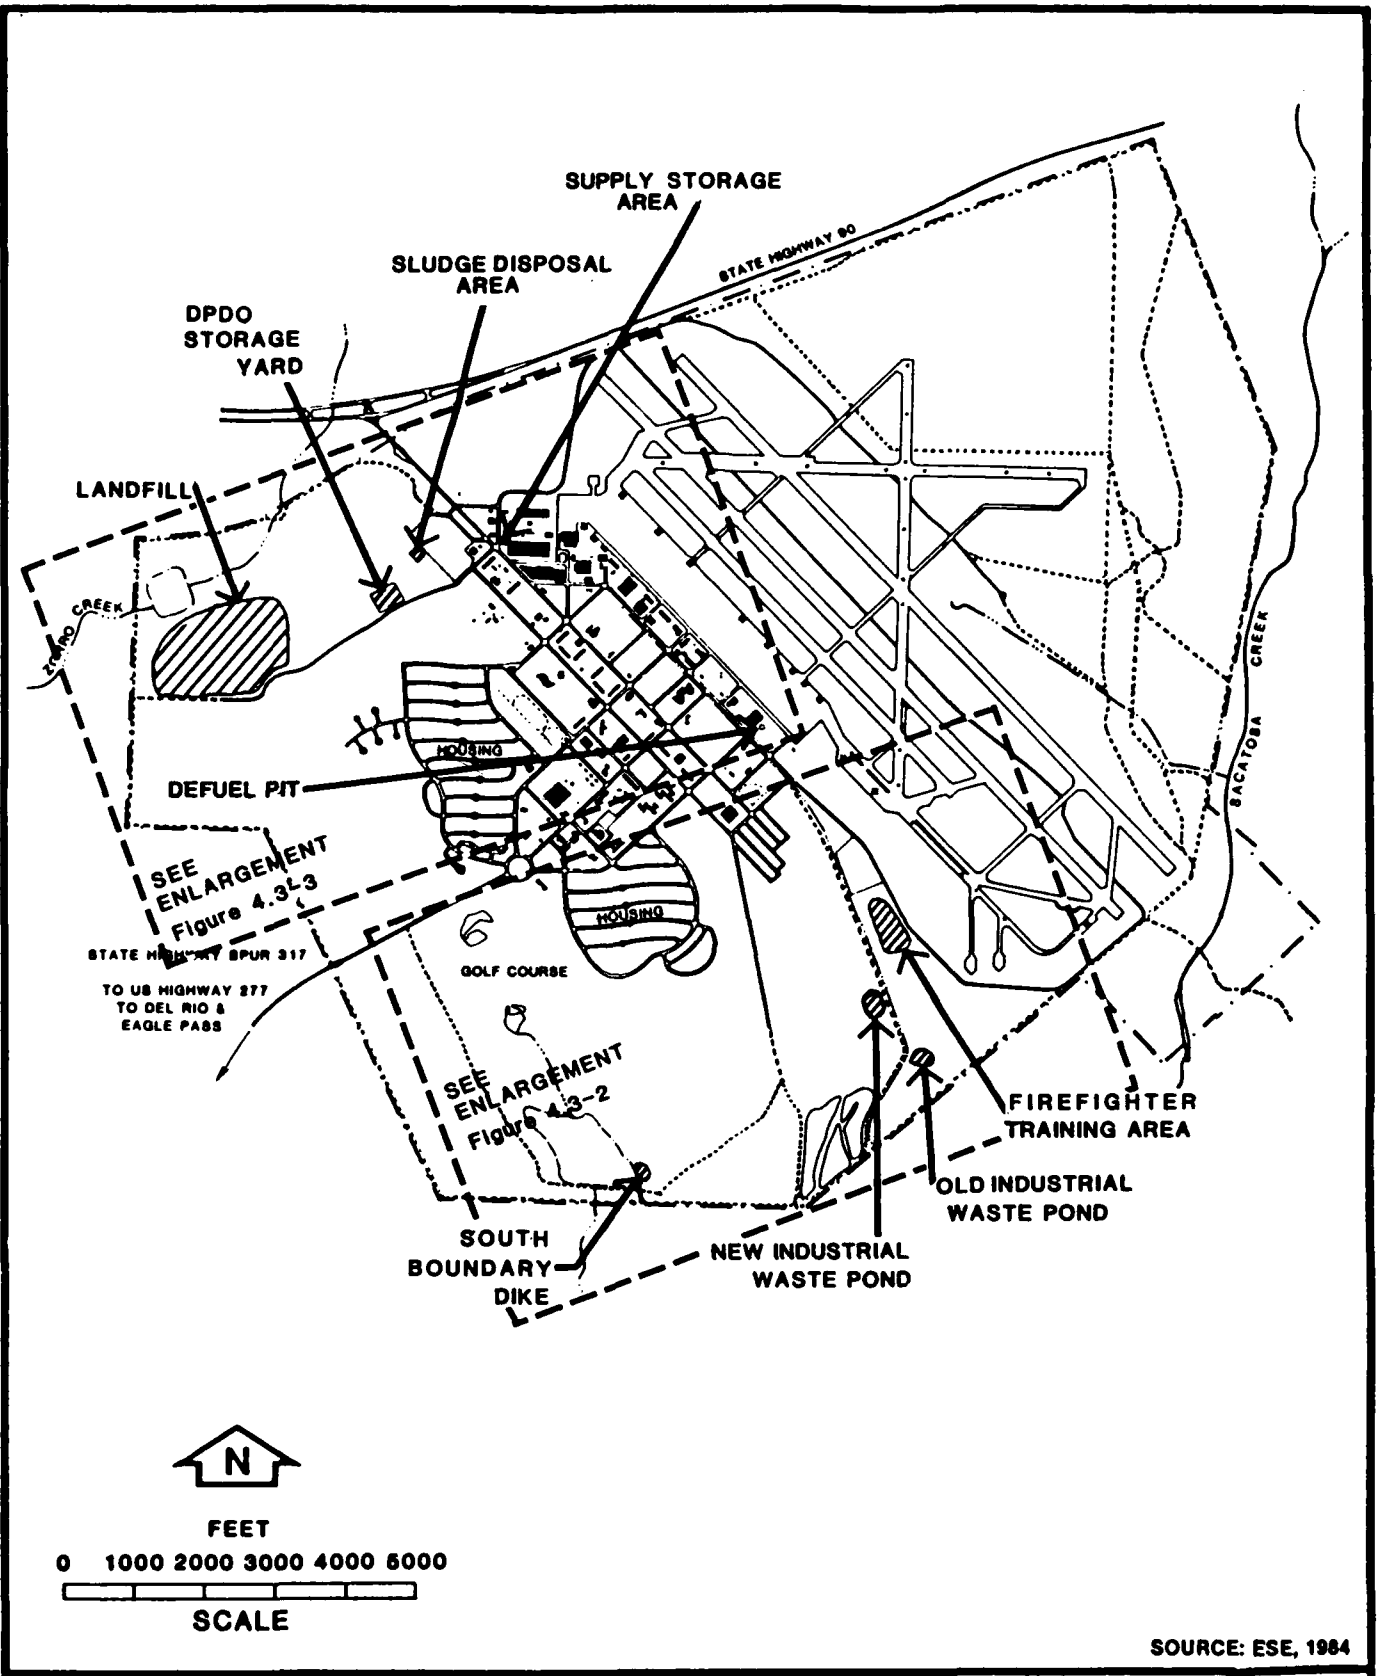 SUPPLY STORAGE
AREA
STATE HIGHWAY 90
SLUDGE DISPOSAL
AREA
DPDO
STORAGE
YARD
LANDFILL
CREEK
SACATOBA CREEK
HOUSING
DEFUEL PIT
SEE
ENLARGEMENT
Figure 4.3-3
HOUSING
STATE HIGHWAY SPUR 317
GOLF COURSE
TO US HIGHWAY 277
TO DEL RIO &
EAGLE PASS
SEE
ENLARGEMENT
Figure 4.3-2
FIREFIGHTER
TRAINING AREA
OLD INDUSTRIAL
WASTE POND
SOUTH
BOUNDARY
DIKE
NEW INDUSTRIAL
WASTE POND
N
FEET
0 1000 2000 3000 4000 5000
SCALE
SOURCE: ESE, 1984